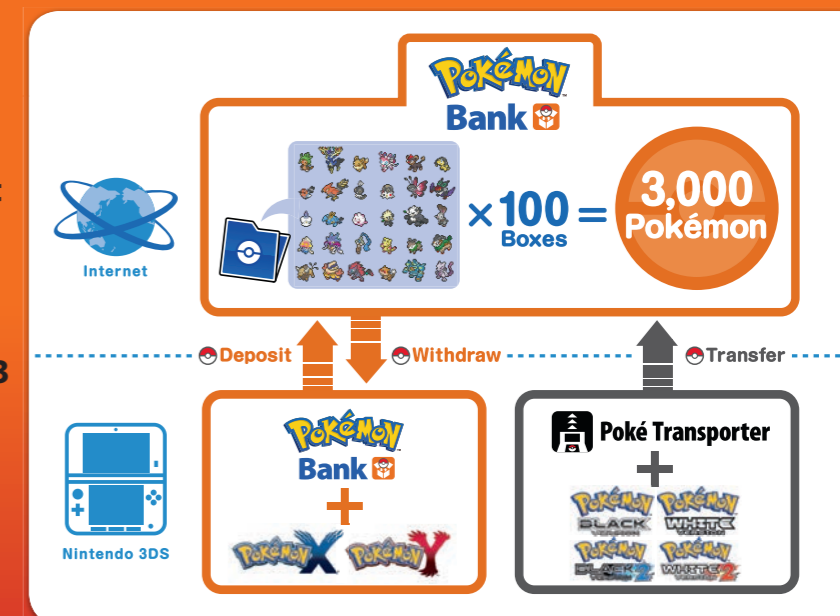 POKéMON
Bank
Internet
× 100 =
Boxes
3,000
Pokémon
Deposit
Withdraw
Transfer
3
Nintendo 3DS
POKéMON
Bank
+
POKéMON X
POKéMON Y
Poké Transporter
+
POKéMON
BLACK
VERSION
POKéMON
WHITE
VERSION
POKéMON
BLACK 2
VERSION
POKéMON
WHITE 2
VERSION